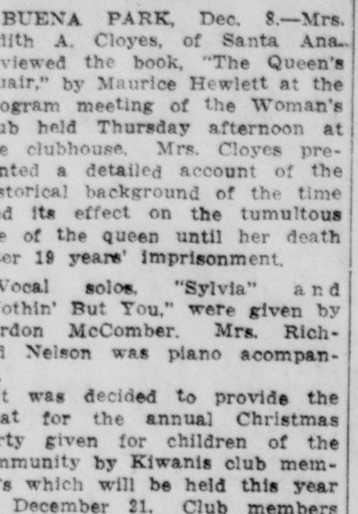 BUENA PARK, Dec. 8.—Mrs.
dith A. Cloyes, of Santa Ana
viewed the book, "The Queen's
uair," by Maurice Hewlett at the
ogram meeting of the Woman's
ub held Thursday afternoon at
e clubhouse. Mrs. Cloyes pre-
nted a detailed account of the
storical background of the time
d its effect on the tumultous
e of the queen until her death
er 19 years' imprisonment.
Vocal solos, "Sylvia" and
othin' But You," were given by
rdon McComber. Mrs. Rich-
d Nelson was piano acompan-
t was decided to provide the
at for the annual Christmas
rty given for children of the
mmunity by Kiwanis club mem-
's which will be held this year
December 21. Club members